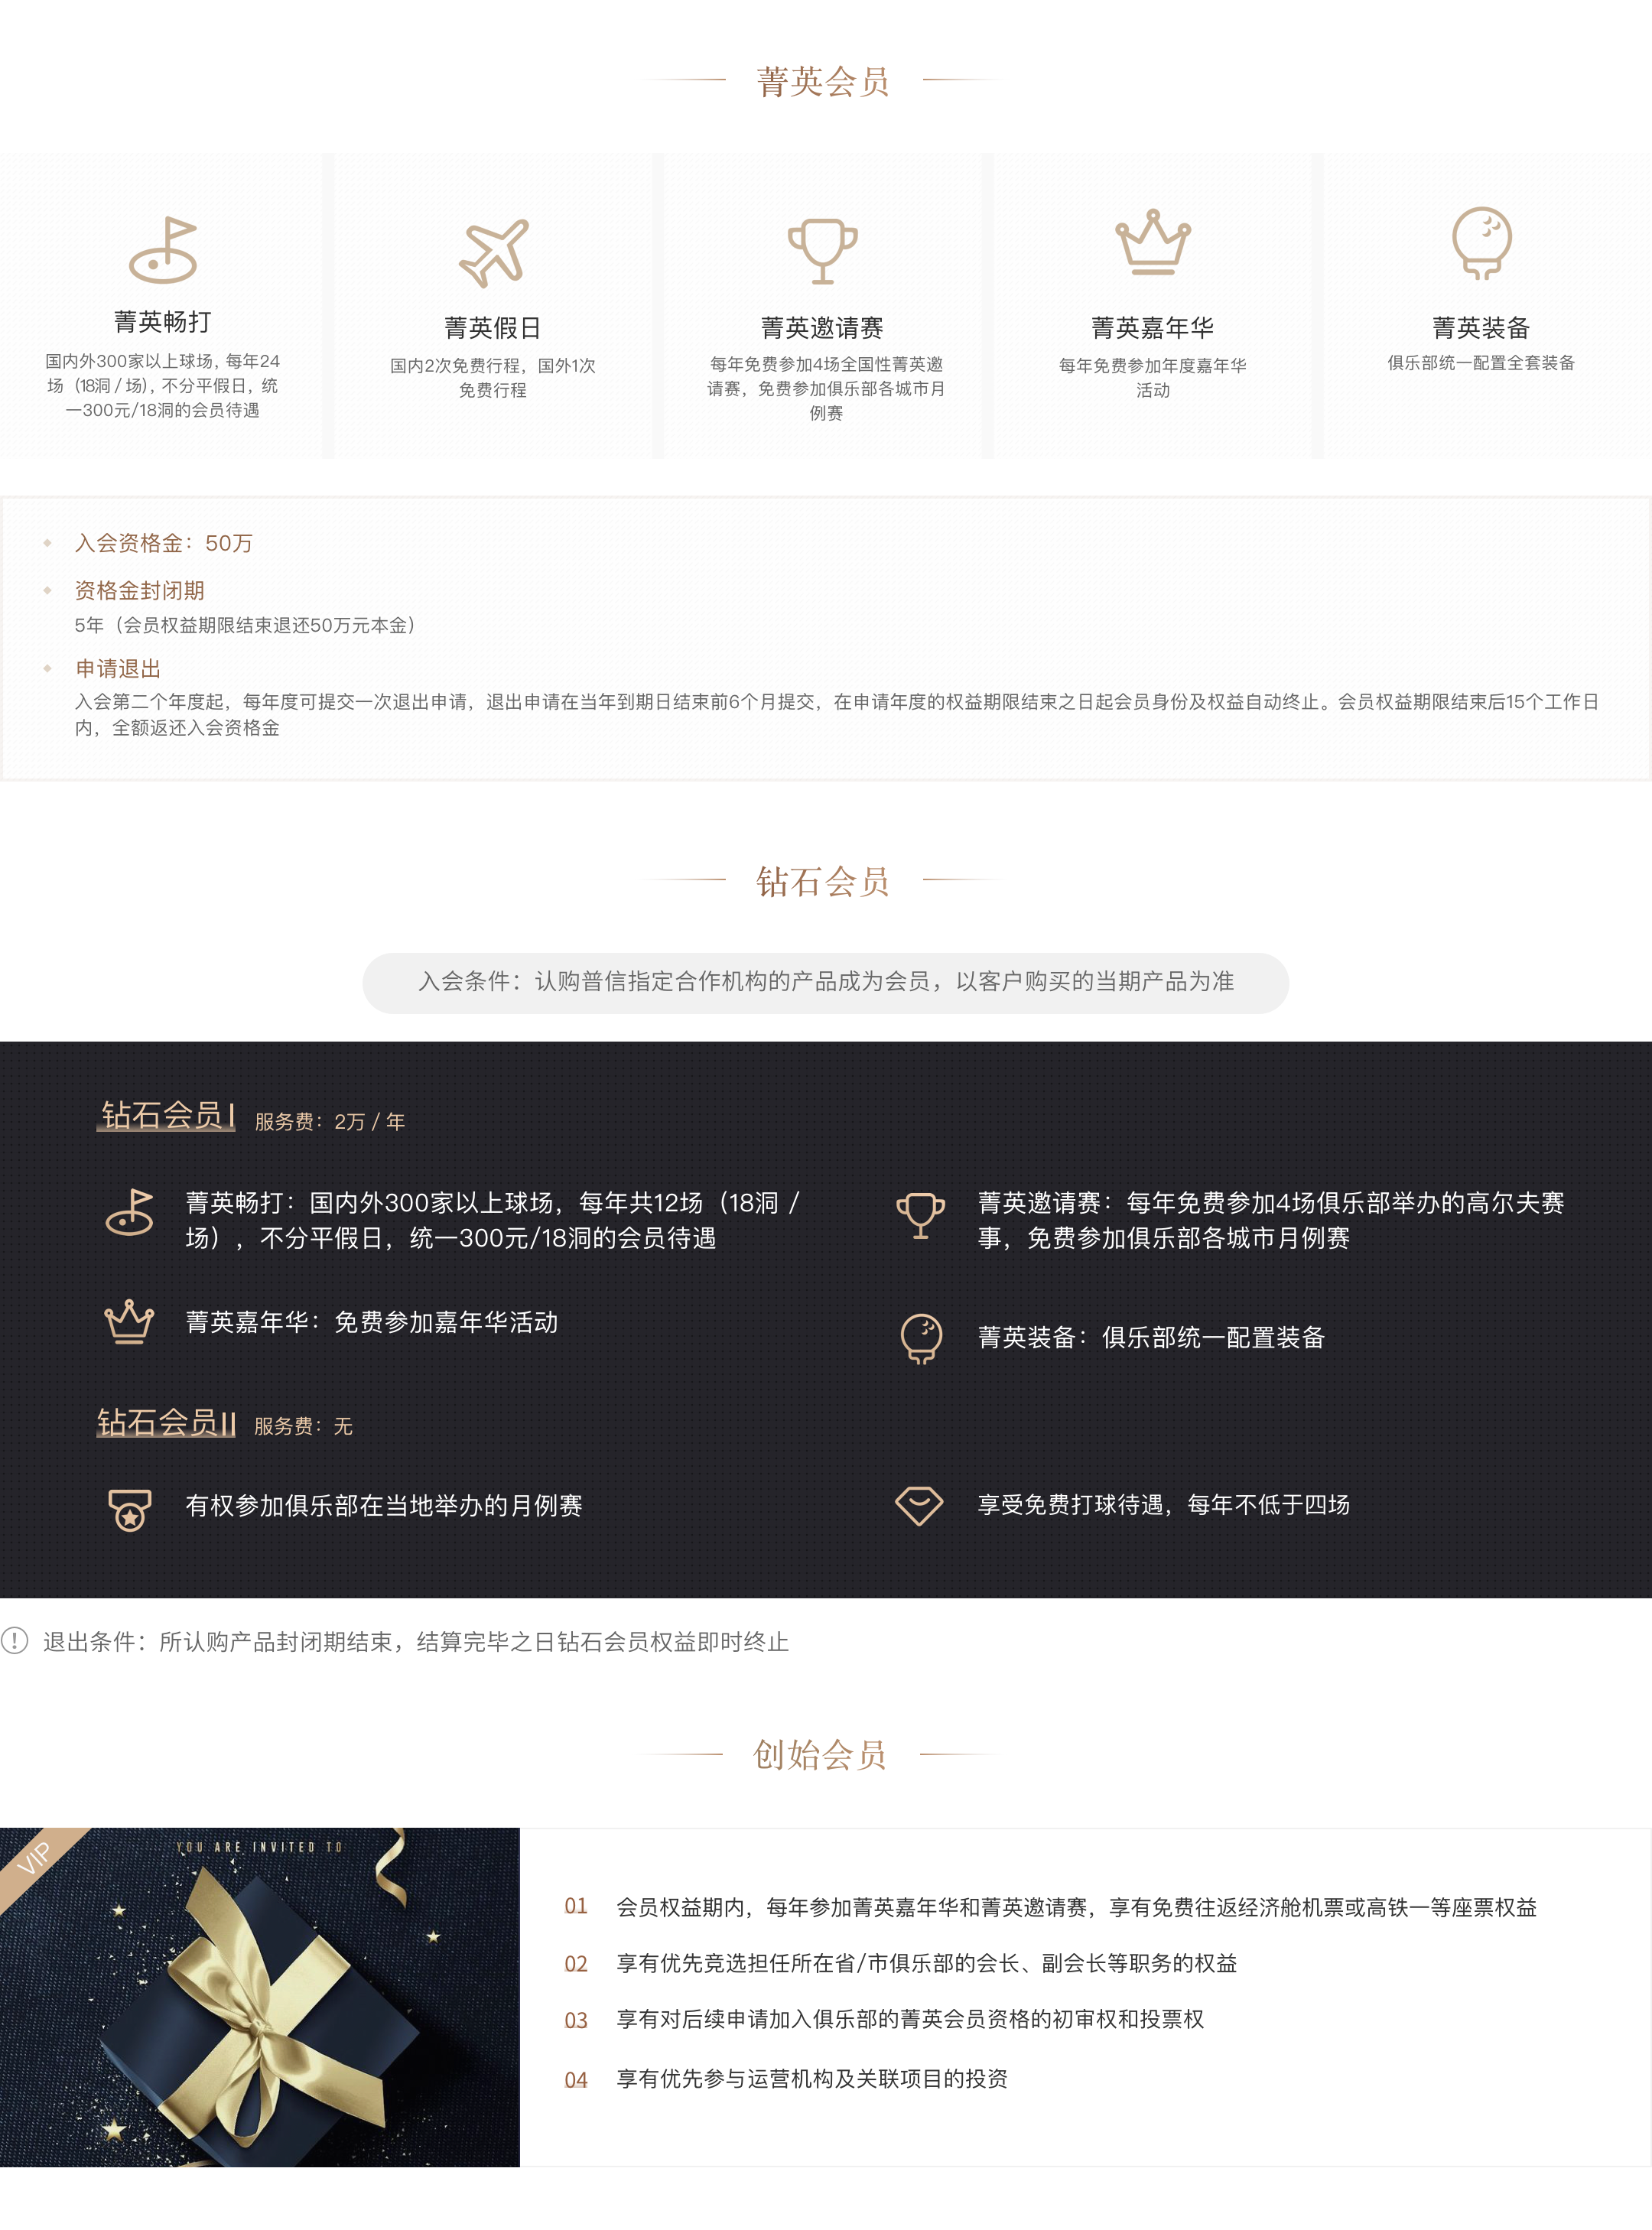 菁英会员
菁英畅打
国内外300家以上球场, 每年24
场（18洞 / 场）, 不分平假日, 统
一300元/18洞的会员待遇
菁英假日
国内2次免费行程，国外1次
免费行程
菁英邀请赛
每年免费参加4场全国性菁英邀
请赛，免费参加俱乐部各城市月
例赛
菁英嘉年华
每年免费参加年度嘉年华
活动
菁英装备
俱乐部统一配置全套装备
入会资格金：50万
资格金封闭期
5年（会员权益期限结束退还50万元本金）
申请退出
入会第二个年度起，每年度可提交一次退出申请，退出申请在当年到期日结束前6个月提交，在申请年度的权益期限结束之日起会员身份及权益自动终止。会员权益期限结束后15个工作日
内，全额返还入会资格金
钻石会员
入会条件：认购普信指定合作机构的产品成为会员，以客户购买的当期产品为准
钻石会员I 服务费：2万 / 年
菁英畅打：国内外300家以上球场，每年共12场（18洞 /
场），不分平假日，统一300元/18洞的会员待遇
菁英邀请赛：每年免费参加4场俱乐部举办的高尔夫赛
事，免费参加俱乐部各城市月例赛
菁英嘉年华：免费参加嘉年华活动
菁英装备：俱乐部统一配置装备
钻石会员II 服务费：无
有权参加俱乐部在当地举办的月例赛
享受免费打球待遇，每年不低于四场
退出条件：所认购产品封闭期结束，结算完毕之日钻石会员权益即时终止
创始会员
VIP
YOU ARE INVITED TO
01 会员权益期内，每年参加菁英嘉年华和菁英邀请赛，享有免费往返经济舱机票或高铁一等座票权益
02 享有优先竞选担任所在省/市俱乐部的会长、副会长等职务的权益
03 享有对后续申请加入俱乐部的菁英会员资格的初审权和投票权
04 享有优先参与运营机构及关联项目的投资